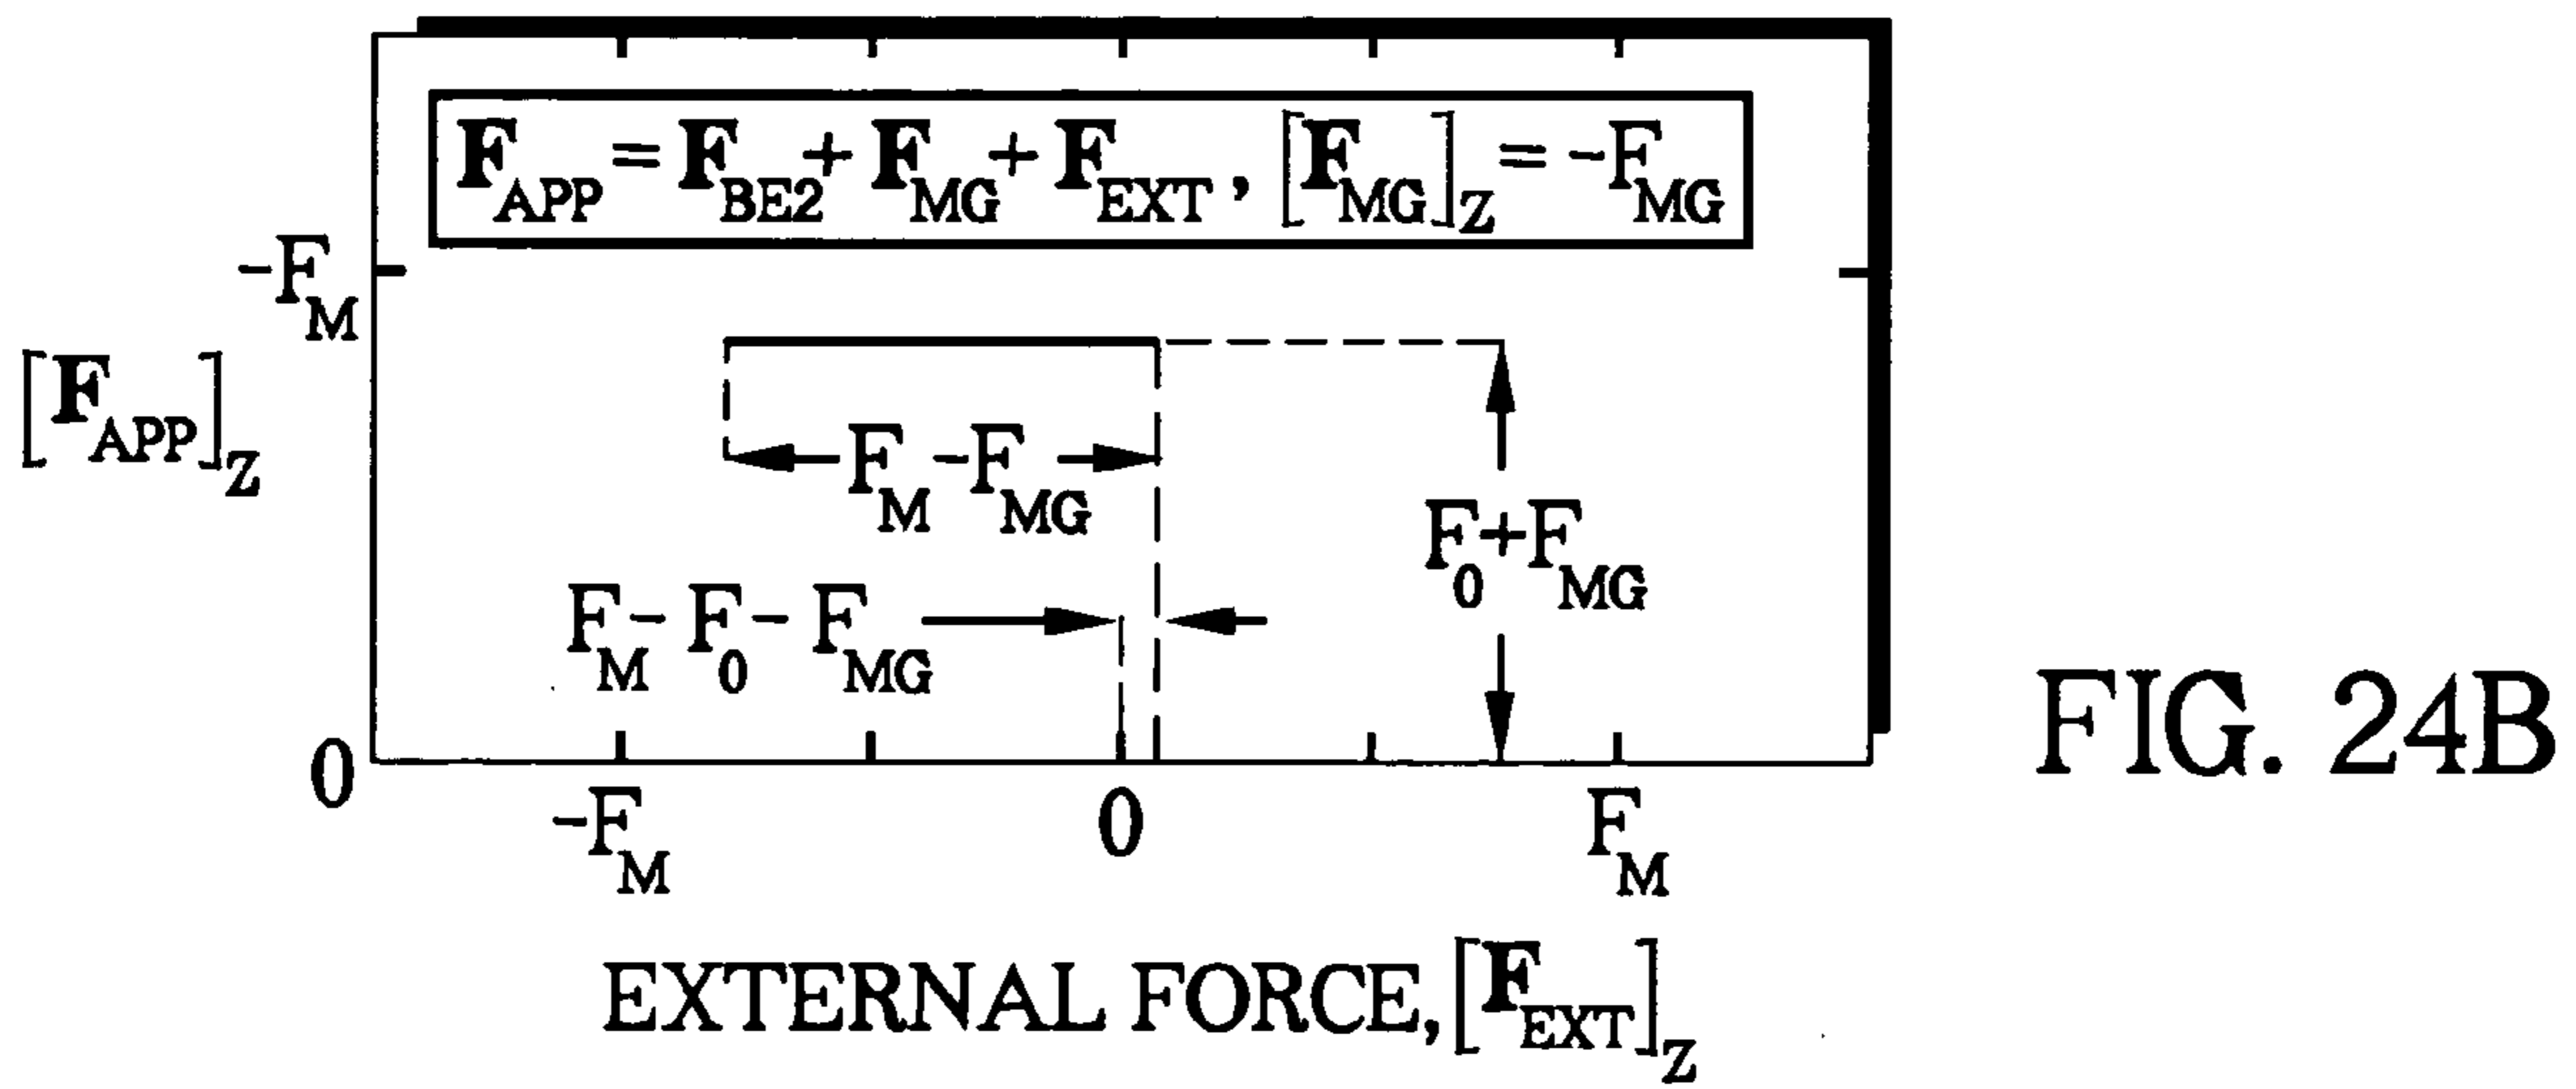 F_APP = F_BE2 + F_MG + F_EXT, [F_MG]_Z = -F_MG
-F_M
[F_APP]_Z
F_M - F_MG
F_0 + F_MG
F_M - F_0 - F_MG
FIG. 24B
0
-F_M 0 F_M
EXTERNAL FORCE, [F_EXT]_Z